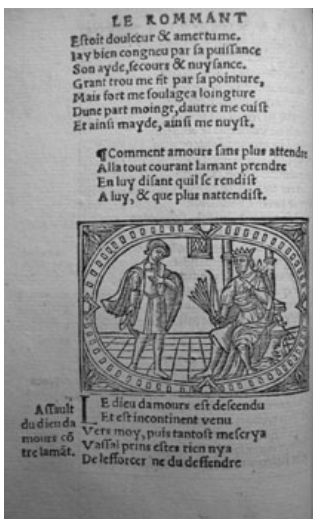 LE ROMMANT
Estoit doulceur & amertume.
Iay bien congneu par sa puissance
Son ayde, secours & nuysance.
Grant trou me fit par sa pointure,
Mais fort me soulagea loingture
Dune part moingt, dautre me cuist
Et ainsi mayde, ainsi me nuyst.
¶Comment amours sans plus attendre
Alla tout courant lamant prendre
En luy disant quil se rendist
A luy, & que plus nattendist.
Assault
du dieu da
mours cõ
tre lamãt.
LE dieu damours est descendu
Et est incontinent venu
Vers moy, puis tantost mescrya
Vassal prins estes rien nya
De lefforcer ne du deffendre